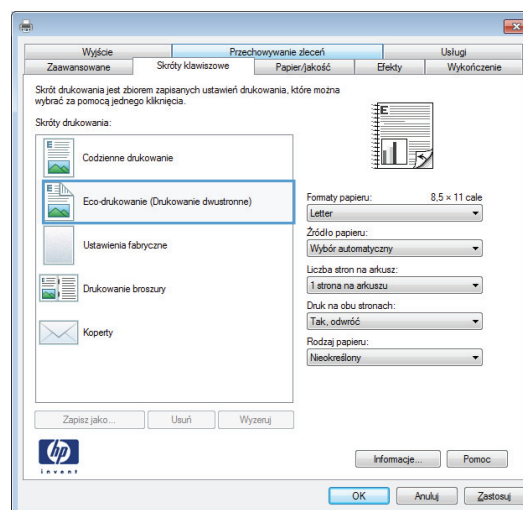 Wyjście
Przechowywanie zleceń
Usługi
Zaawansowane
Skróty klawiszowe
Papier/jakość
Efekty
Wykończenie
Skrót drukowania jest zbiorem zapisanych ustawień drukowania, które można
wybrać za pomocą jednego kliknięcia.
Skróty drukowania:
E
Codzienne drukowanie
E
Eco-drukowanie (Drukowanie dwustronne)
Ustawienia fabryczne
Drukowanie broszury
Koperty
Zapisz jako...
Usuń
Wyzeruj
E
Formaty papieru:
8,5 × 11 cale
Letter
Źródło papieru:
Wybór automatyczny
Liczba stron na arkusz:
1 strona na arkuszu
Druk na obu stronach:
Tak, odwróć
Rodzaj papieru:
Nieokreślony
hp
invent
Informacje...
Pomoc
OK
Anuluj
Zastosuj